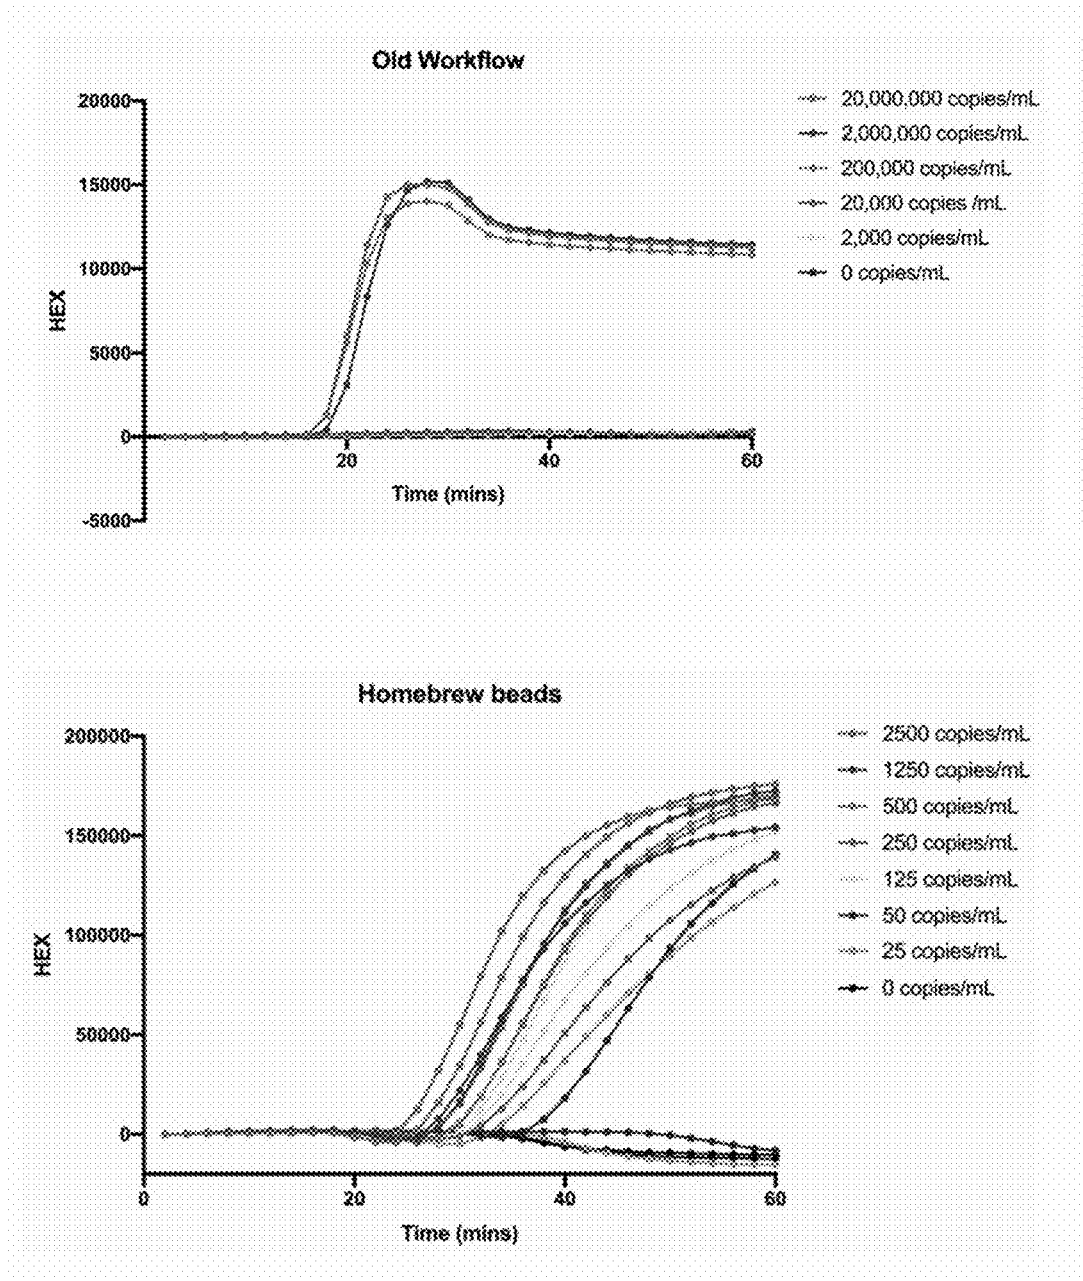 Old Workflow
20000
15000
10000
5000
0
-5000
HEX
20
40
60
Time (mins)
20,000,000 copies/mL
2,000,000 copies/mL
200,000 copies/mL
20,000 copies /mL
2,000 copies/mL
0 copies/mL
Homebrew beads
200000
150000
100000
50000
0
HEX
0
20
40
60
Time (mins)
2500 copies/mL
1250 copies/mL
500 copies/mL
250 copies/mL
125 copies/mL
50 copies/mL
25 copies/mL
0 copies/mL